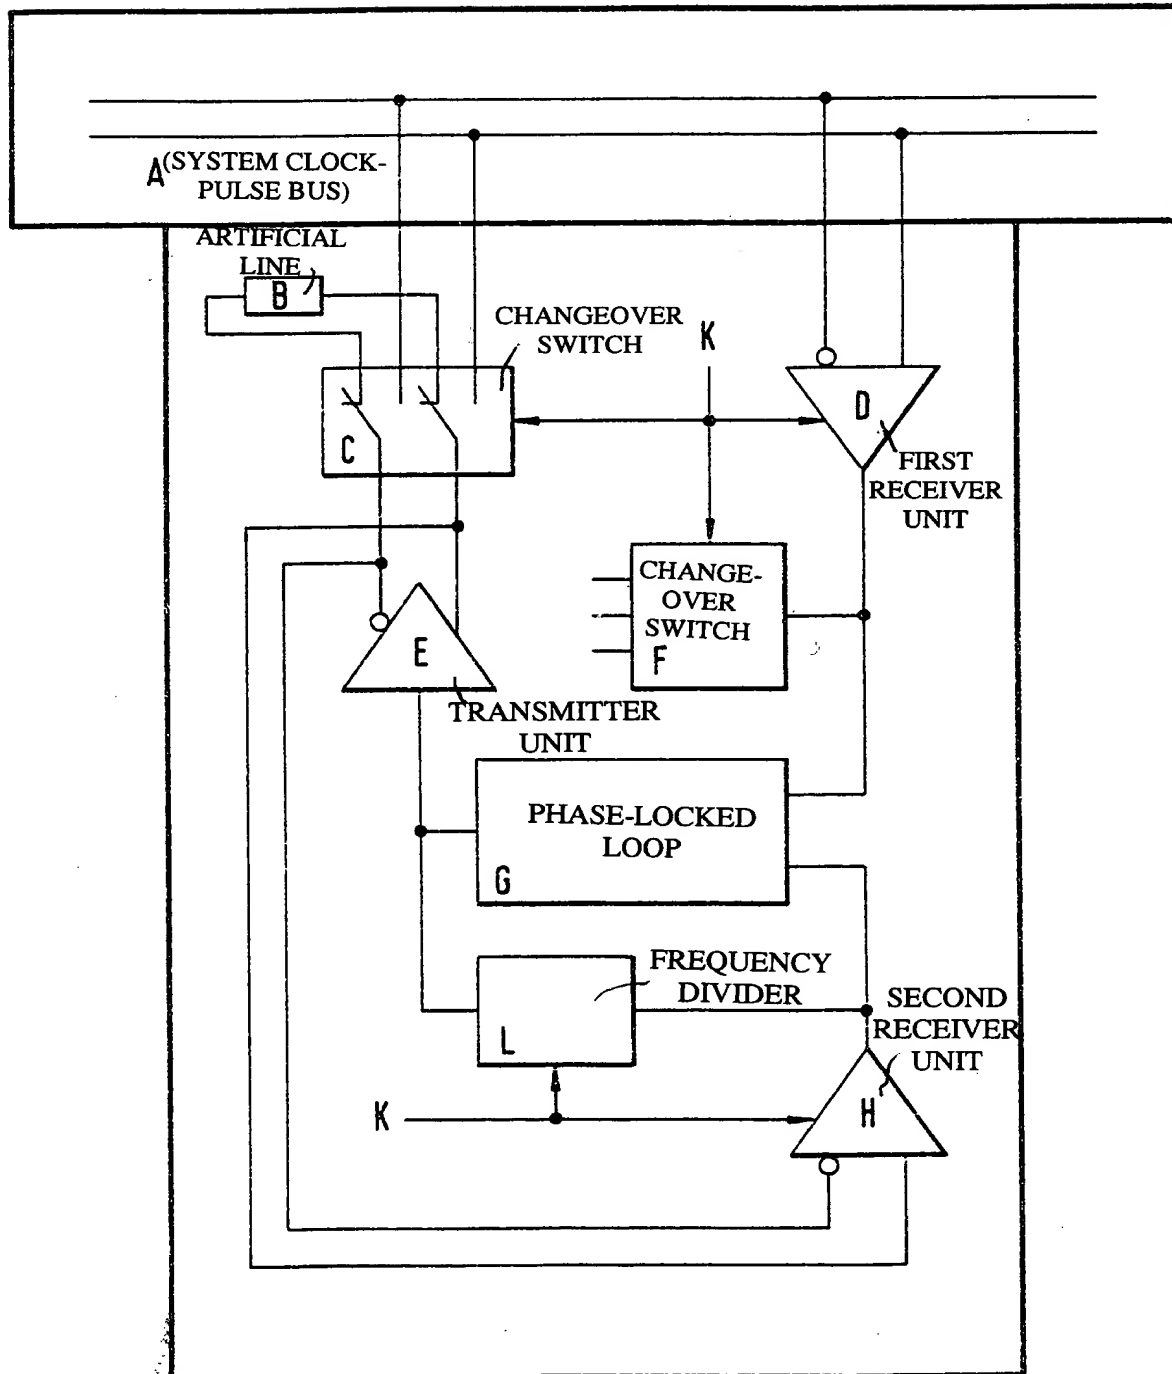 A (SYSTEM CLOCK-
PULSE BUS)
ARTIFICIAL
LINE
B
CHANGEOVER
SWITCH
K
C
D
FIRST
RECEIVER
UNIT
CHANGE-
OVER
SWITCH
F
E
TRANSMITTER
UNIT
PHASE-LOCKED
LOOP
G
FREQUENCY
DIVIDER
L
SECOND
RECEIVER
UNIT
K
H